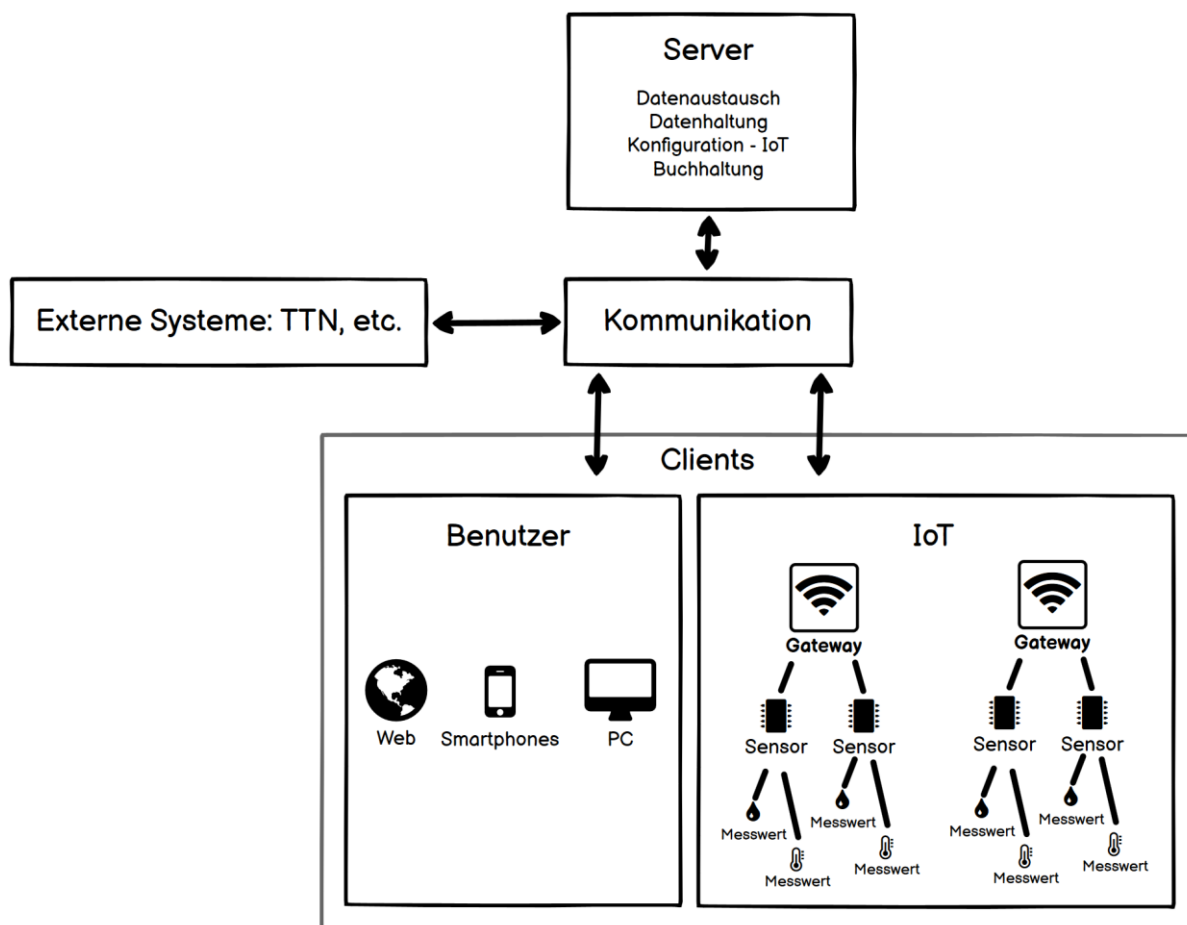 Server
Datenaustausch
Datenhaltung
Konfiguration - IoT
Buchhaltung
Externe Systeme: TTN, etc.
Kommunikation
Clients
Benutzer
Web
Smartphones
PC
IoT
Gateway
Gateway
Sensor
Sensor
Sensor
Sensor
Messwert
Messwert
Messwert
Messwert
Messwert
Messwert
Messwert
Messwert